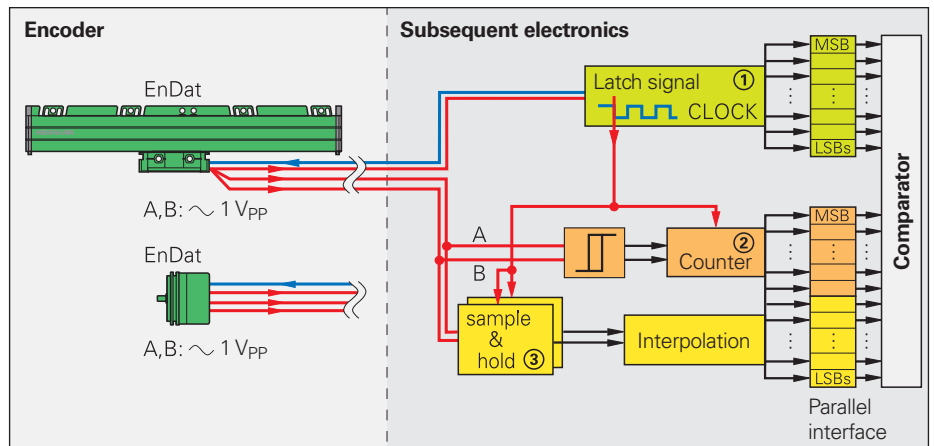 Encoder
Subsequent electronics
EnDat
A,B: ~ 1 VPP
EnDat
A,B: ~ 1 VPP
Latch signal ①
CLOCK
MSB
LSBs
A
B
② Counter
sample
&
hold ③
Interpolation
MSB
LSBs
Parallel
interface
Comparator